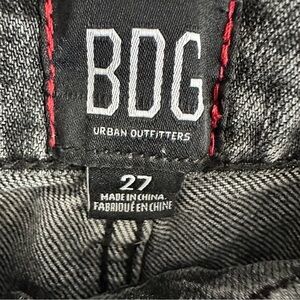 BDG
URBAN OUTFITTERS
27
MADE IN CHINA
FABRIQUÉ EN CHINE